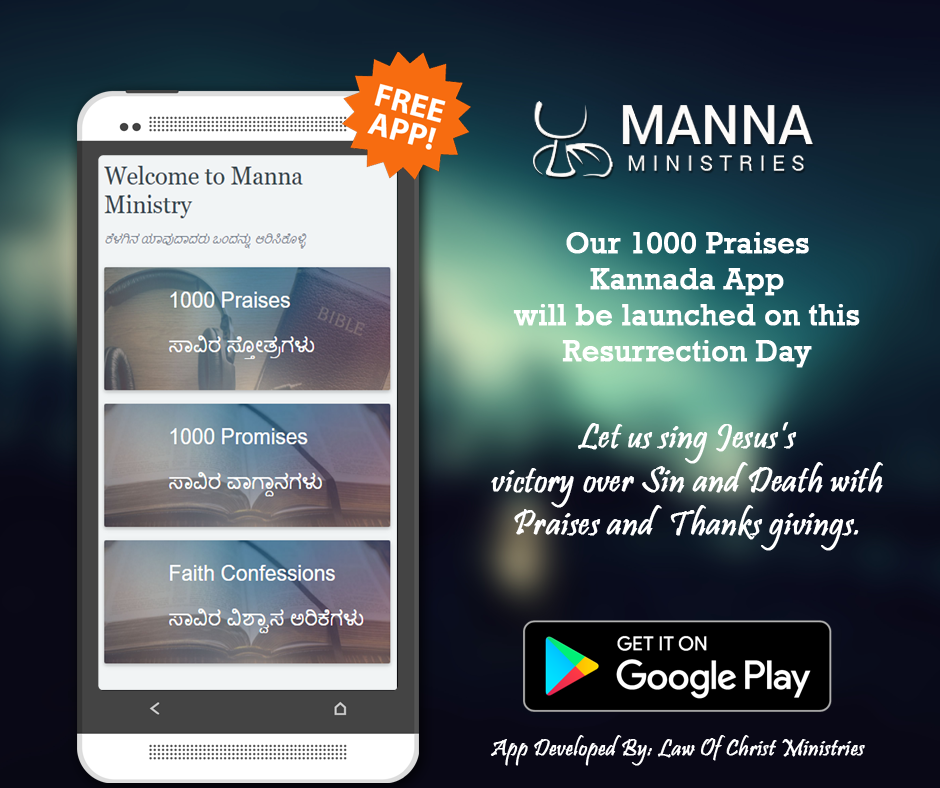 FREE
APP!
Welcome to Manna
Ministry
ಕೆಳಗಿನ ಯಾವುದಾದರು ಒಂದನ್ನು ಆರಿಸಿಕೊಳ್ಳಿ
1000 Praises
BIBLE
ಸಾವಿರ ಸ್ತೋತ್ರಗಳು
1000 Promises
ಸಾವಿರ ವಾಗ್ದಾನಗಳು
Faith Confessions
ಸಾವಿರ ವಿಶ್ವಾಸ ಅರಿಕೆಗಳು
MANNA
MINISTRIES
Our 1000 Praises
Kannada App
will be launched on this
Resurrection Day
Let us sing Jesus's
victory over Sin and Death with
Praises and Thanks givings.
GET IT ON
Google Play
App Developed By: Law Of Christ Ministries